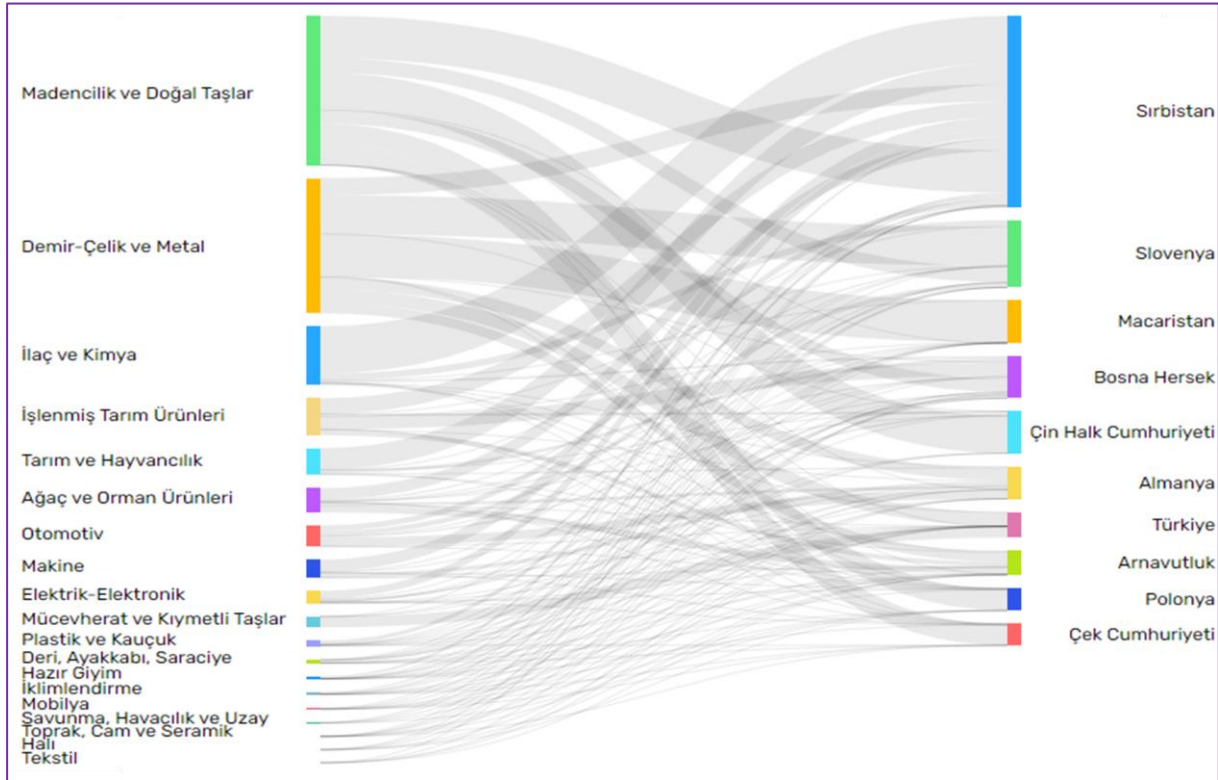 Madencilik ve Doğal Taşlar
Demir-Çelik ve Metal
İlaç ve Kimya
İşlenmiş Tarım Ürünleri
Tarım ve Hayvancılık
Ağaç ve Orman Ürünleri
Otomotiv
Makine
Elektrik-Elektronik
Mücevherat ve Kıymetli Taşlar
Plastik ve Kauçuk
Deri, Ayakkabı, Saraciye
Hazır Giyim
İklimlendirme
Mobilya
Savunma, Havacılık ve Uzay
Toprak, Cam ve Seramik
Halı
Tekstil
Sırbistan
Slovenya
Macaristan
Bosna Hersek
Çin Halk Cumhuriyeti
Almanya
Türkiye
Arnavutluk
Polonya
Çek Cumhuriyeti